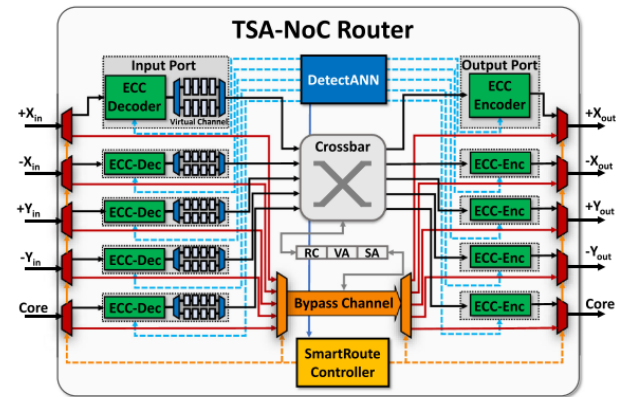 TSA-NoC Router
Input Port
DetectANN
Output Port
ECC
Decoder
Virtual Channel
ECC
Encoder
+Xin
+Xout
Crossbar
-Xin
ECC-Dec
ECC-Enc
-Xout
+Yin
ECC-Dec
ECC-Enc
+Yout
RC VA SA
-Yin
ECC-Dec
ECC-Enc
-Yout
Core
ECC-Dec
Bypass Channel
ECC-Enc
Core
SmartRoute
Controller